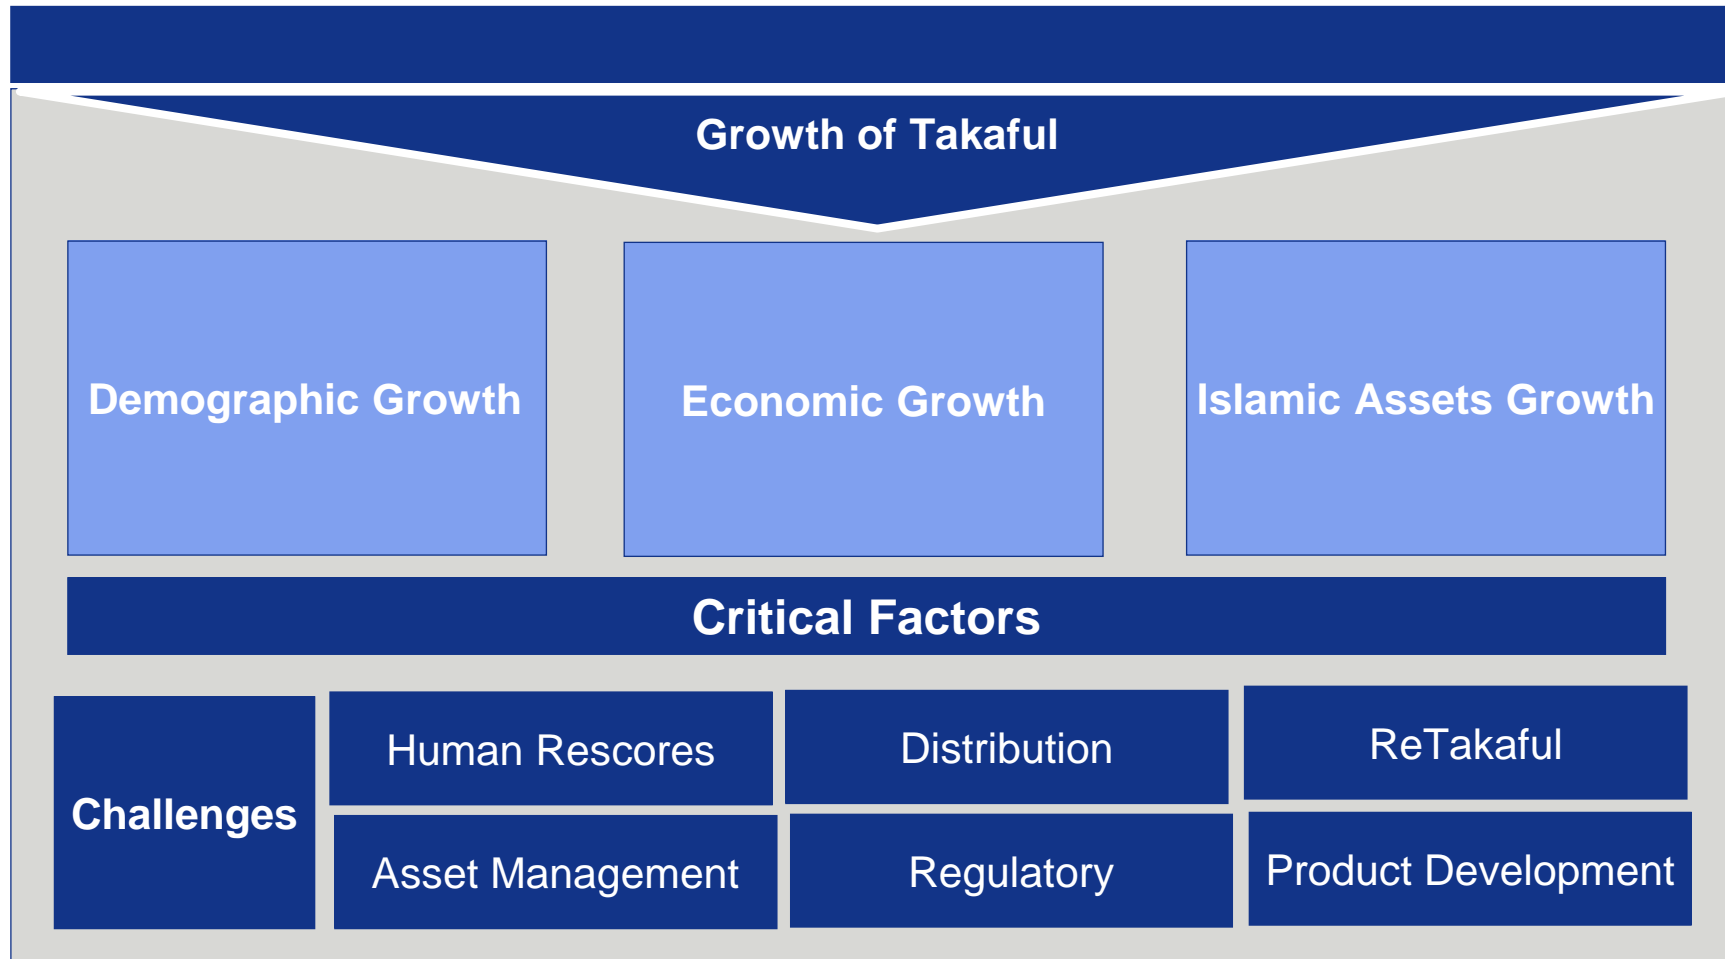 Growth of Takaful
Demographic Growth
Economic Growth
Islamic Assets Growth
Critical Factors
Challenges
Human Rescores
Distribution
ReTakaful
Asset Management
Regulatory
Product Development